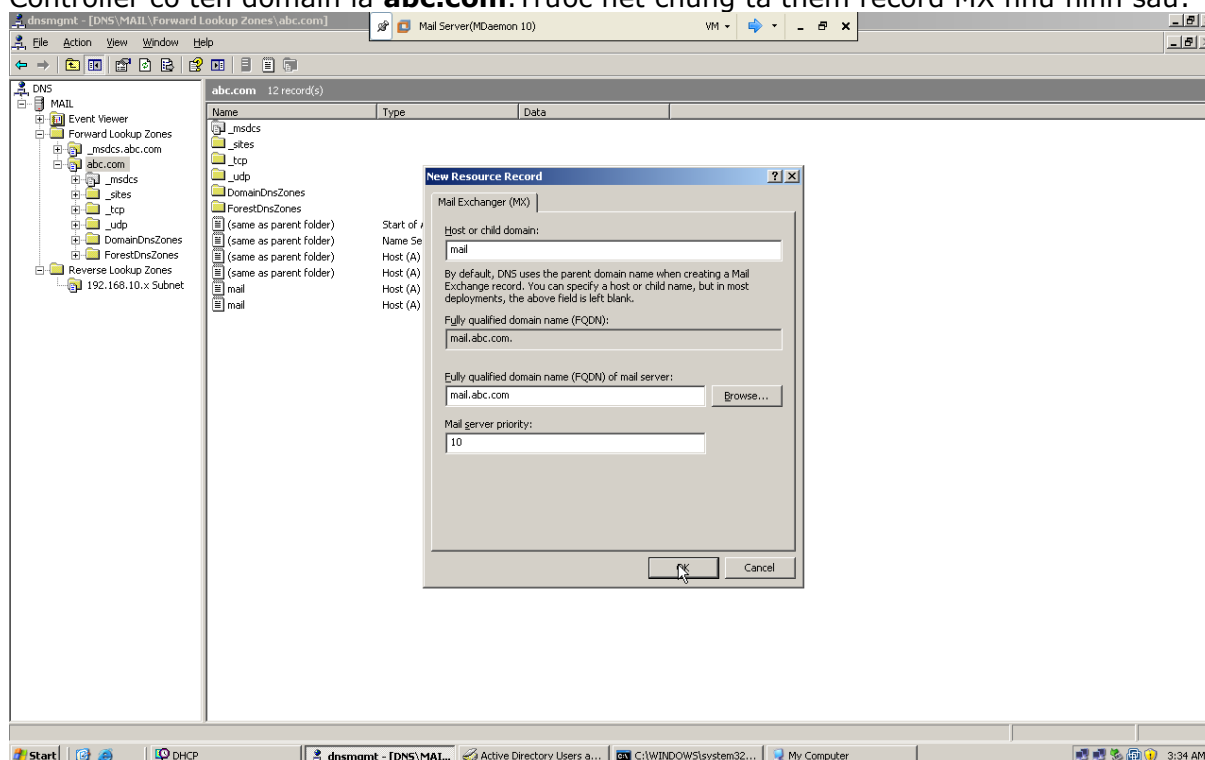 Controller có tên domain là abc.com.Trước hết chúng ta thêm record MX như hình sau:
dnsmgmt - [DNS\MAIL\Forward Lookup Zones\abc.com]
Mail Server(MDaemon 10)
VM
File Action View Window Help
DNS
MAIL
Event Viewer
Forward Lookup Zones
_msdcs.abc.com
abc.com
_msdcs
_sites
_tcp
_udp
DomainDnsZones
ForestDnsZones
Reverse Lookup Zones
192.168.10.x Subnet
abc.com 12 record(s)
Name Type Data
_msdcs
_sites
_tcp
_udp
DomainDnsZones
ForestDnsZones
(same as parent folder) Start of
(same as parent folder) Name Se
(same as parent folder) Host (A)
(same as parent folder) Host (A)
mail Host (A)
mail Host (A)
New Resource Record
Mail Exchanger (MX)
Host or child domain:
mail
By default, DNS uses the parent domain name when creating a Mail
Exchange record. You can specify a host or child name, but in most
deployments, the above field is left blank.
Fully qualified domain name (FQDN):
mail.abc.com.
Fully qualified domain name (FQDN) of mail server:
mail.abc.com
Browse...
Mail server priority:
10
OK Cancel
Start DHCP dnsmgmt - [DNS\MAI... Active Directory Users a... C:\WINDOWS\system32... My Computer 3:34 AM